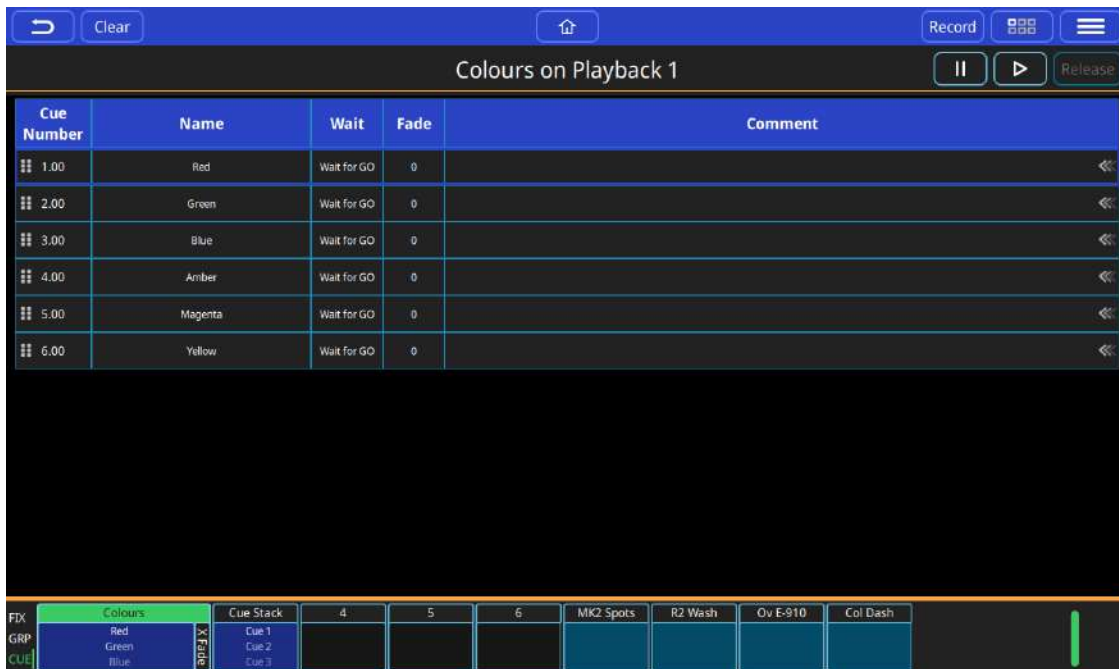 Clear
Record
Colours on Playback 1
Release
Cue Number Name Wait Fade Comment
1.00 Red Wait for GO 0
2.00 Green Wait for GO 0
3.00 Blue Wait for GO 0
4.00 Amber Wait for GO 0
5.00 Magenta Wait for GO 0
6.00 Yellow Wait for GO 0
FIX
GRP
CUE
Colours
Red
Green
Blue
X Fade
Cue Stack
Cue 1
Cue 2
Cue 3
4
5
6
MK2 Spots
R2 Wash
Ov E-910
Col Dash